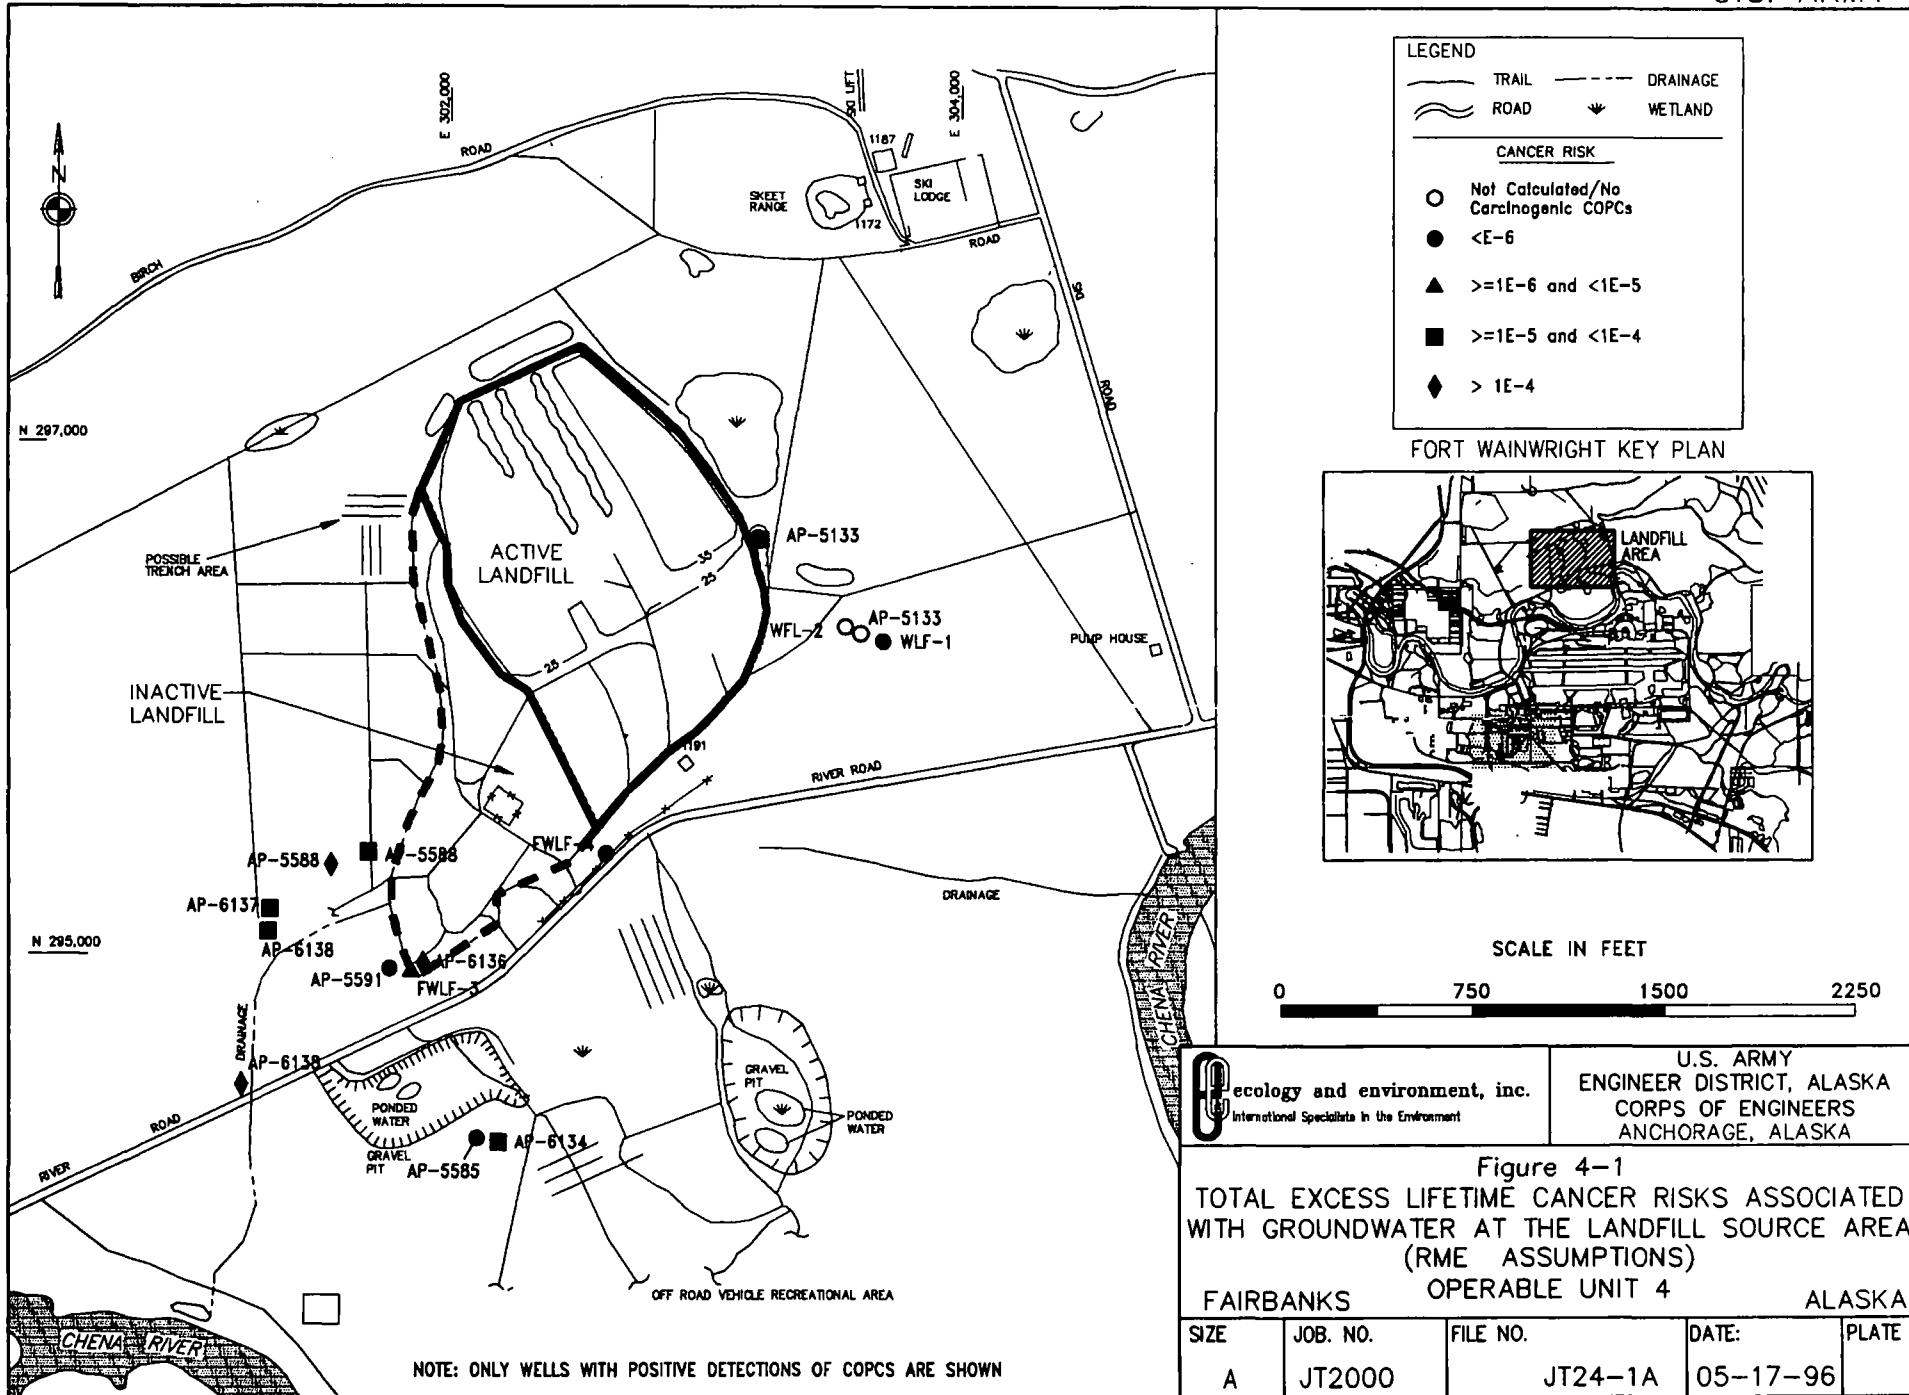 E 302,000
SKI LIFT
E 304,000
ROAD
1187
SKI
LODGE
SKEET
RANGE
1172
ROAD
N
BIRCH
SKI
ROAD
N 297,000
POSSIBLE
TRENCH AREA
ACTIVE
LANDFILL
35
25
AP-5133
WFL-2
AP-5133
WLF-1
PUMP HOUSE
25
INACTIVE
LANDFILL
1191
RIVER ROAD
FWLF-4
AP-5588
AP-5588
DRAINAGE
AP-6137
AP-6138
N 295,000
AP-6136
AP-5591
FWLF-3
CHENA RIVER
DRAINAGE
AP-6138
GRAVEL
PIT
PONDED
WATER
PONDED
WATER
ROAD
GRAVEL
PIT
AP-6134
AP-5585
RIVER
OFF ROAD VEHICLE RECREATIONAL AREA
CHENA RIVER
NOTE: ONLY WELLS WITH POSITIVE DETECTIONS OF COPCS ARE SHOWN
LEGEND
TRAIL
DRAINAGE
ROAD
WETLAND
CANCER RISK
Not Calculated/No
Carcinogenic COPCs
<E-6
>=1E-6 and <1E-5
>=1E-5 and <1E-4
> 1E-4
FORT WAINWRIGHT KEY PLAN
LANDFILL
AREA
SCALE IN FEET
0 750 1500 2250
ecology and environment, inc.
International Specialists in the Environment
U.S. ARMY
ENGINEER DISTRICT, ALASKA
CORPS OF ENGINEERS
ANCHORAGE, ALASKA
Figure 4-1
TOTAL EXCESS LIFETIME CANCER RISKS ASSOCIATED
WITH GROUNDWATER AT THE LANDFILL SOURCE AREA
(RME ASSUMPTIONS)
OPERABLE UNIT 4
FAIRBANKS
ALASKA
SIZE
JOB. NO.
FILE NO.
DATE:
PLATE
A
JT2000
JT24-1A
05-17-96